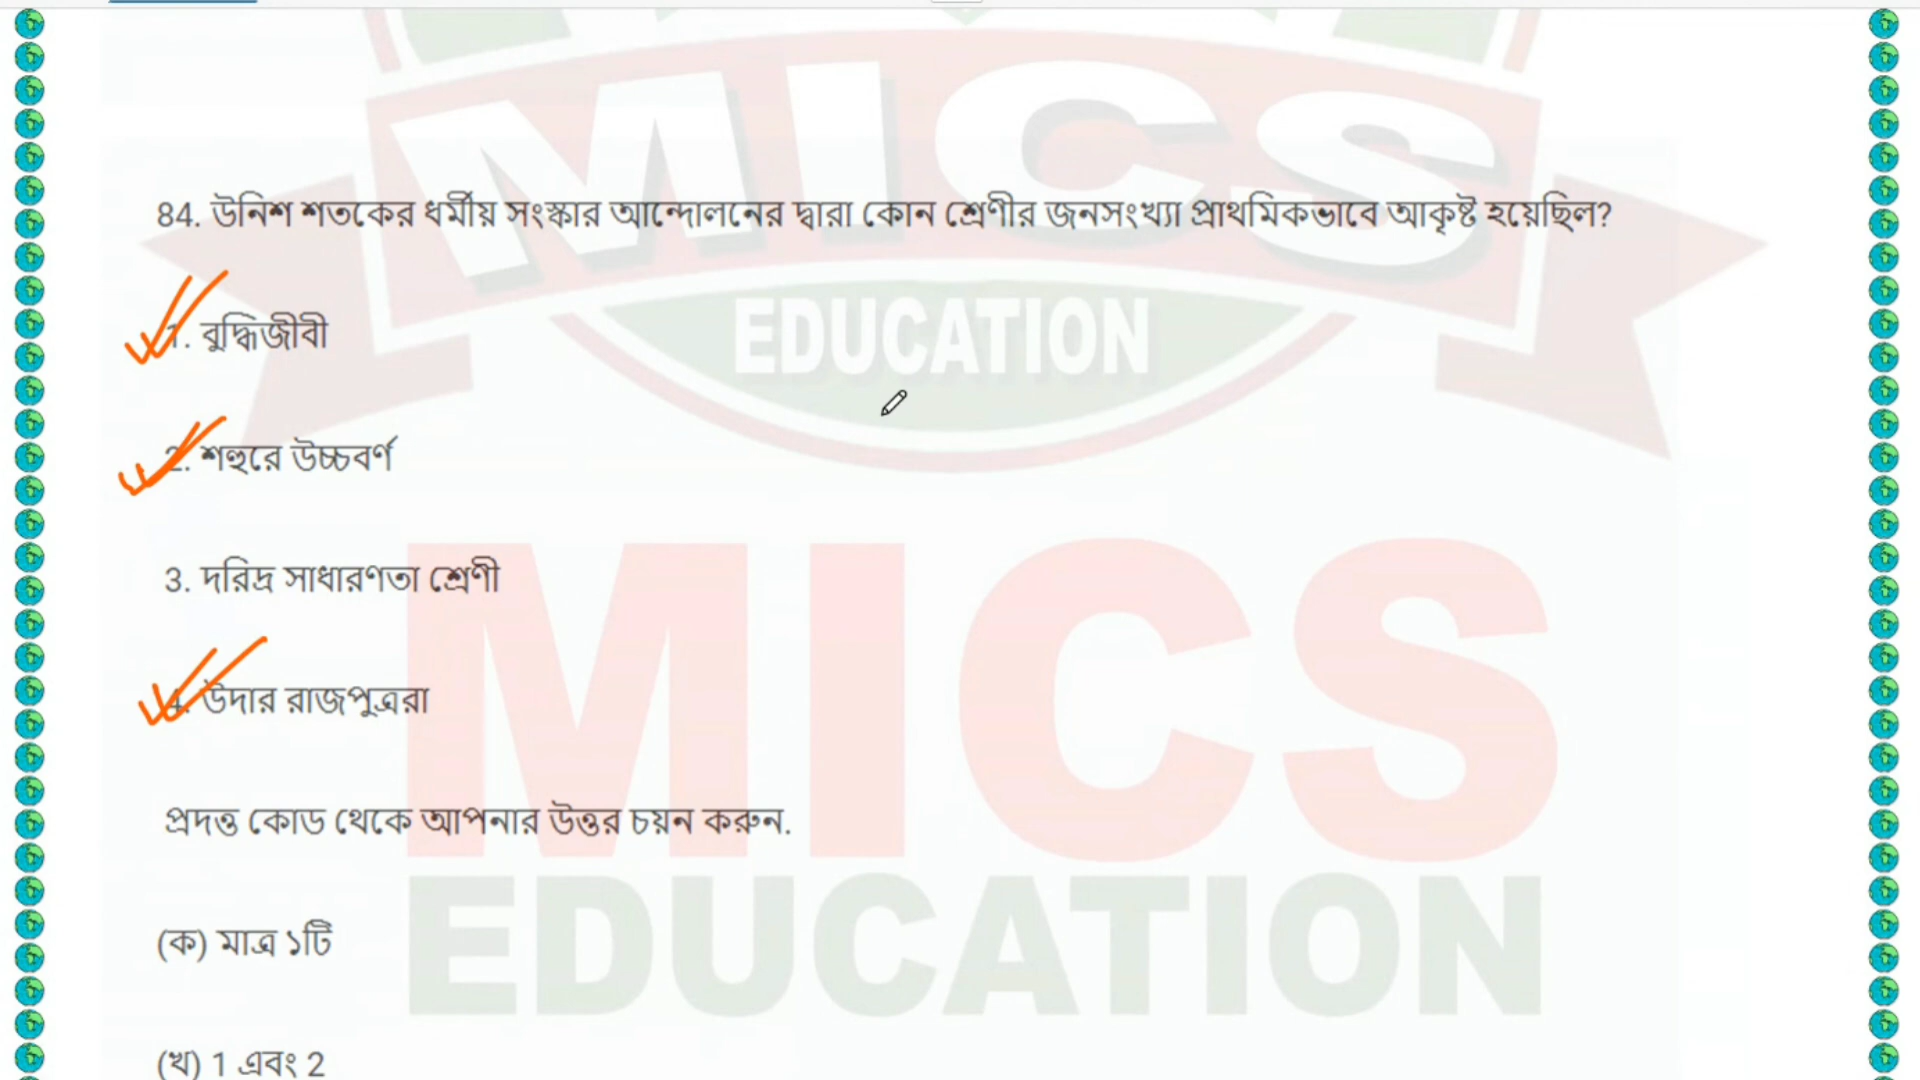 MICS
84. উনিশ শতকের ধর্মীয় সংস্কার আন্দোলনের দ্বারা কোন শ্রেণীর জনসংখ্যা প্রাথমিকভাবে আকৃষ্ট হয়েছিল?
EDUCATION
1. বুদ্ধিজীবী
2. শহুরে উচ্চবর্ণ
3. দরিদ্র সাধারণতা শ্রেণী
4. উদার রাজপুত্ররা
MICS
প্রদত্ত কোড থেকে আপনার উত্তর চয়ন করুন.
EDUCATION
(ক) মাত্র ১টি
(খ) 1 এবং 2